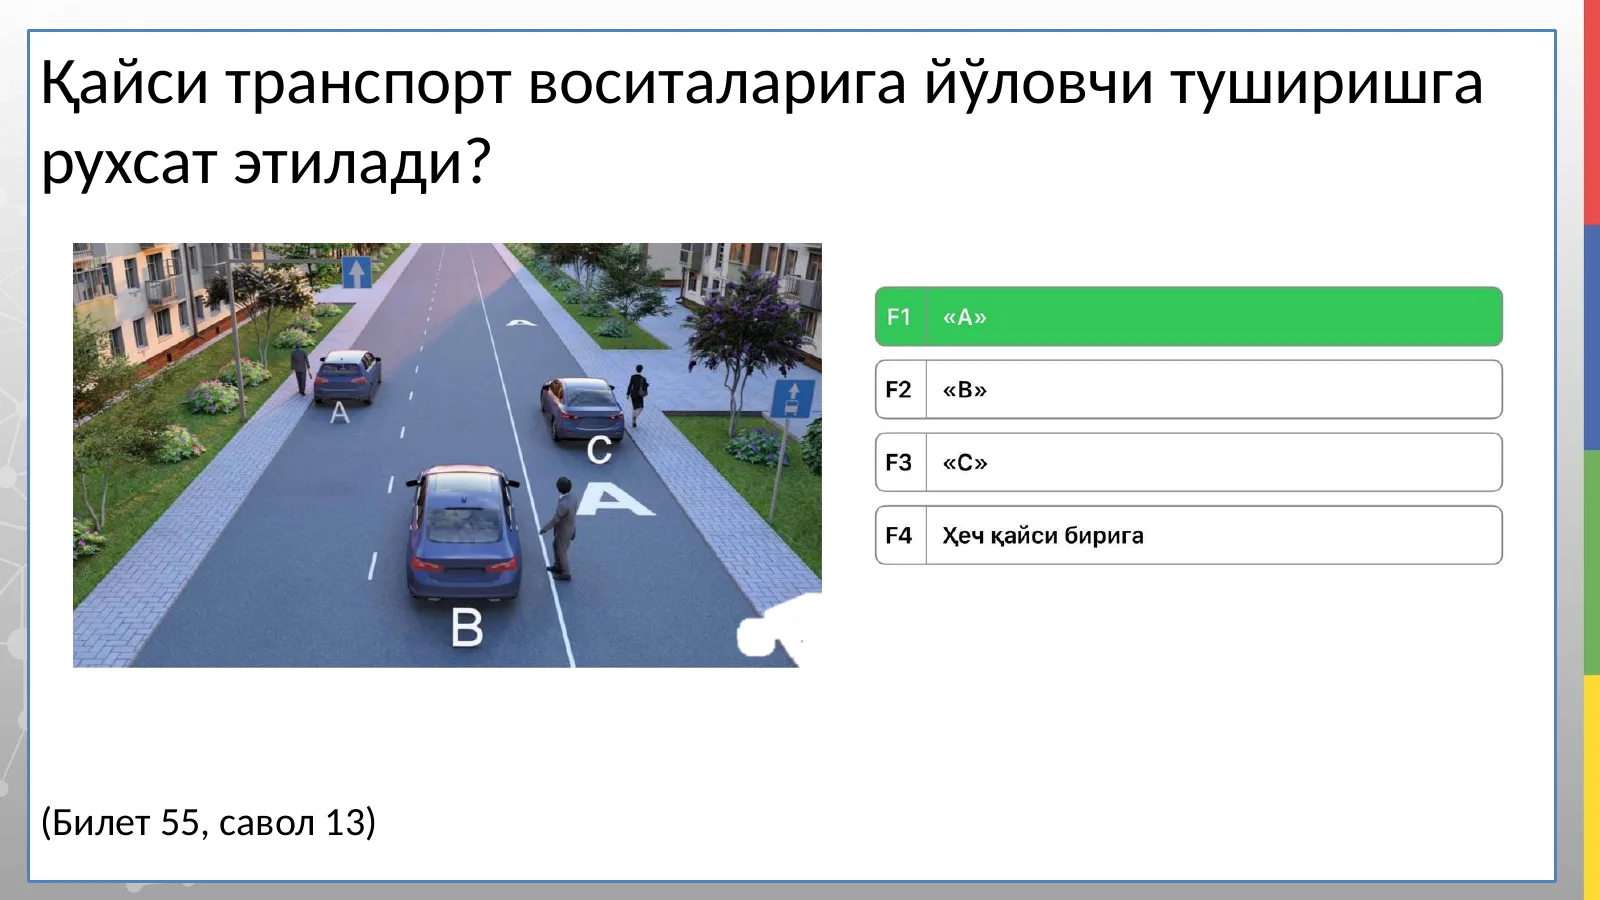 Қайси транспорт воситаларига йўловчи туширишга
рухсат этилади?
A
C
A
A
B
F1 «A»
F2 «B»
F3 «C»
F4 Ҳеч қайси бирига
(Билет 55, савол 13)